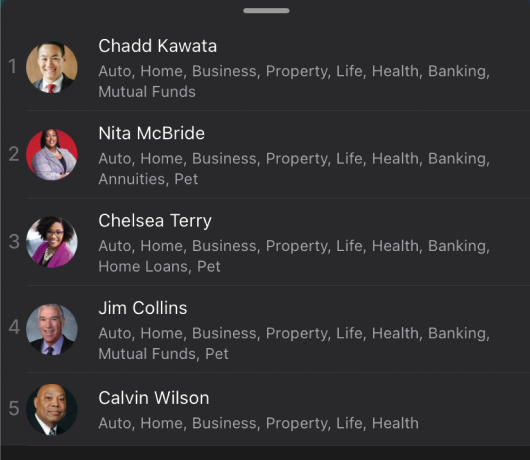 1
Chadd Kawata
Auto, Home, Business, Property, Life, Health, Banking,
Mutual Funds
2
Nita McBride
Auto, Home, Business, Property, Life, Health, Banking,
Annuities, Pet
3
Chelsea Terry
Auto, Home, Business, Property, Life, Health, Banking,
Home Loans, Pet
4
Jim Collins
Auto, Home, Business, Property, Life, Health, Banking,
Mutual Funds, Pet
5
Calvin Wilson
Auto, Home, Business, Property, Life, Health